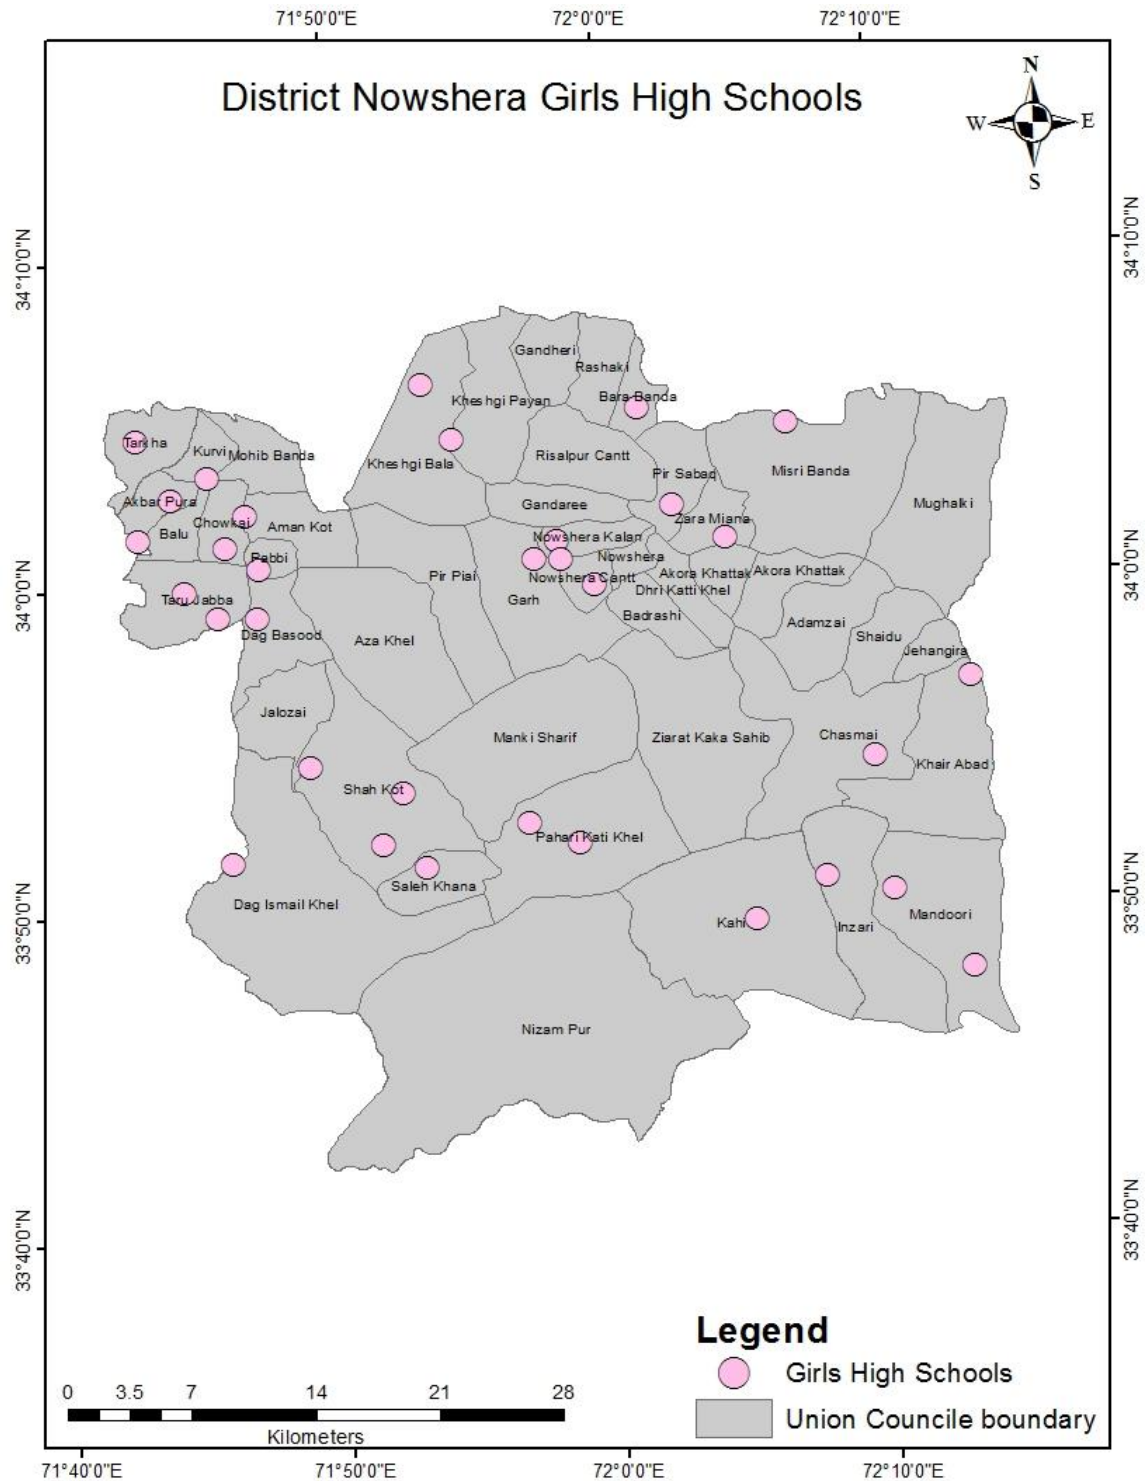 71°50'0"E 72°0'0"E 72°10'0"E
District Nowshera Girls High Schools
N
W E
S
34°10'0"N 34°10'0"N
Gandheri
Rashaki
Kheshgi Payan Bara Banda
Tarkha Kurvi Mohib Banda Kheshgi Bala Risalpur Cantt Pir Sabaq Misri Banda
Akbar Pura Gandaree Mughalki
Balu Chowkai Aman Kot Zara Miana
Nowshera Kalan
Pabbi Nowshera
Pir Piai Nowshera Cantt Akora Khattak Akora Khattak
34°0'0"N 34°0'0"N
Taru Jabba Garh Dhri Katti Khel
Dag Basood Aza Khel Badrashi Adamzai Shaidu
Jehangira
Jalozai Manki Sharif Ziarat Kaka Sahib Chasmai
Khair Abad
Shah Kot
Pahari Kati Khel
Saleh Khana
Dag Ismail Khel Kahi Inzari Mandoori
33°50'0"N 33°50'0"N
Nizam Pur
33°40'0"N 33°40'0"N
Legend
Girls High Schools
Union Councile boundary
0 3.5 7 14 21 28
Kilometers
71°40'0"E 71°50'0"E 72°0'0"E 72°10'0"E